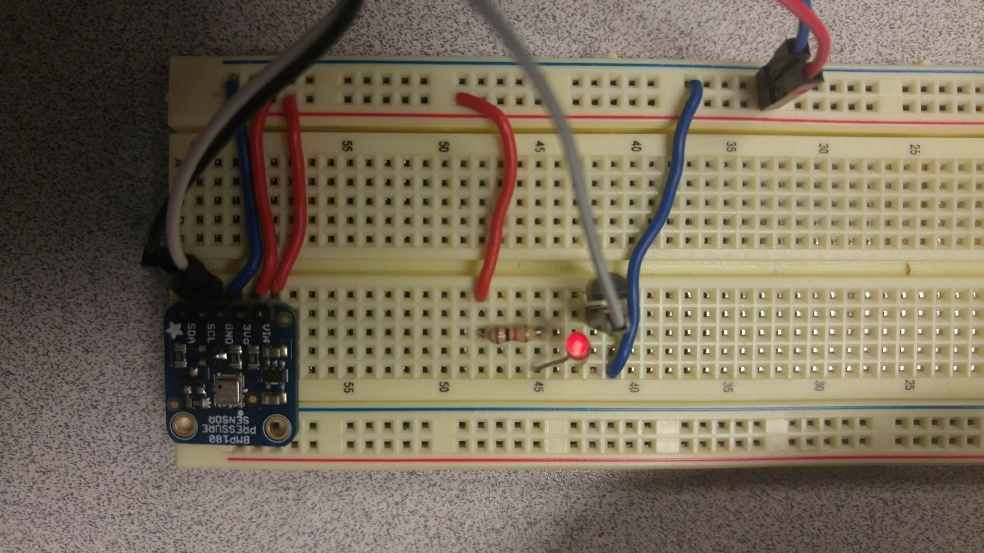 55 50 45 40 35 30 25
SDA SCL GND 3Vo VIN
BMP180
PRESSURE
SENSOR
55 45 40 35 30 25